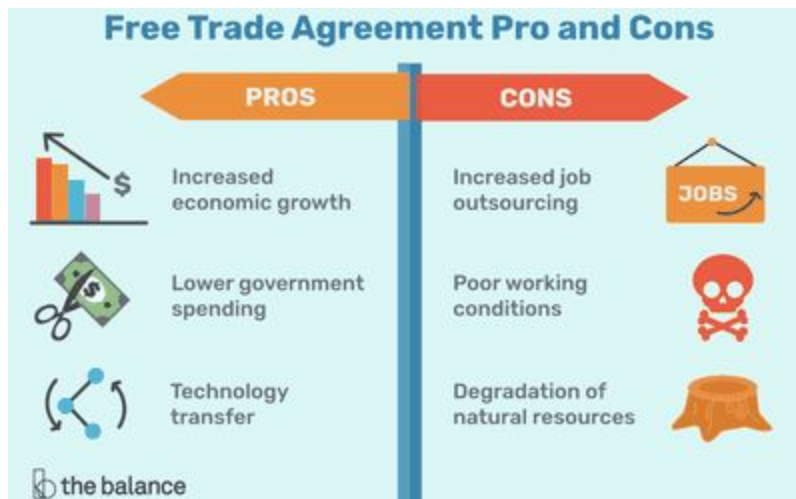 Free Trade Agreement Pro and Cons
PROS
CONS
$
Increased
economic growth
Increased job
outsourcing
JOBS
$
Lower government
spending
Poor working
conditions
Technology
transfer
Degradation of
natural resources
the balance